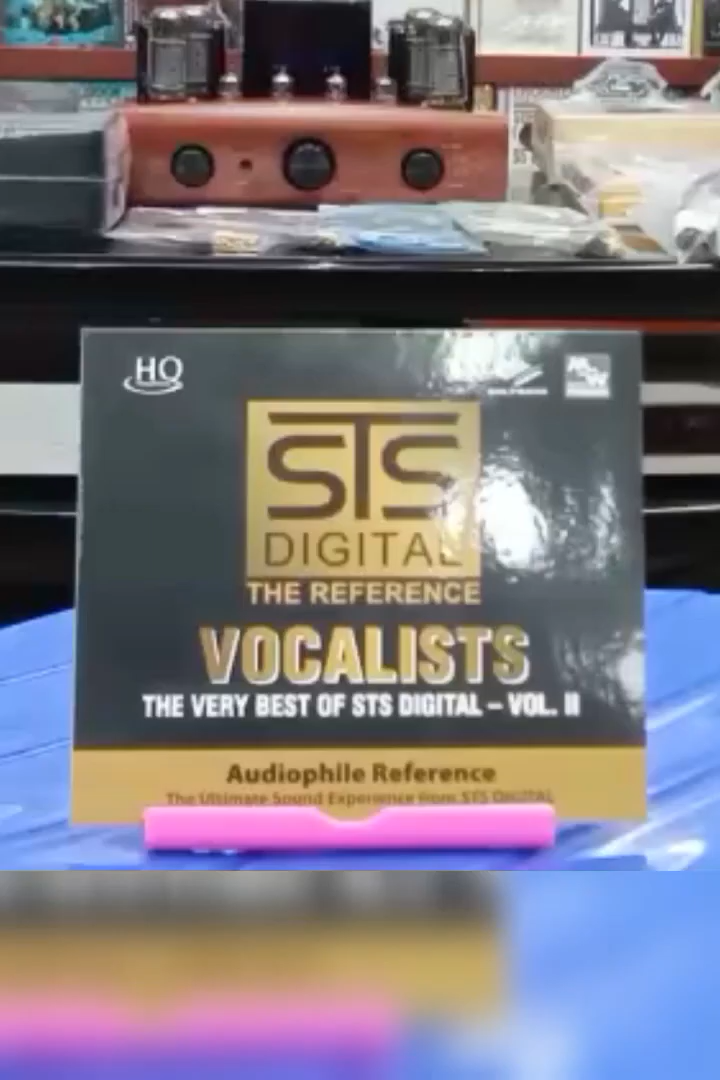 HQ
STS
DIGITAL
THE REFERENCE
VOCALISTS
THE VERY BEST OF STS DIGITAL – VOL. II
Audiophile Reference
The Ultimate Sound Experience from STS DIGITAL